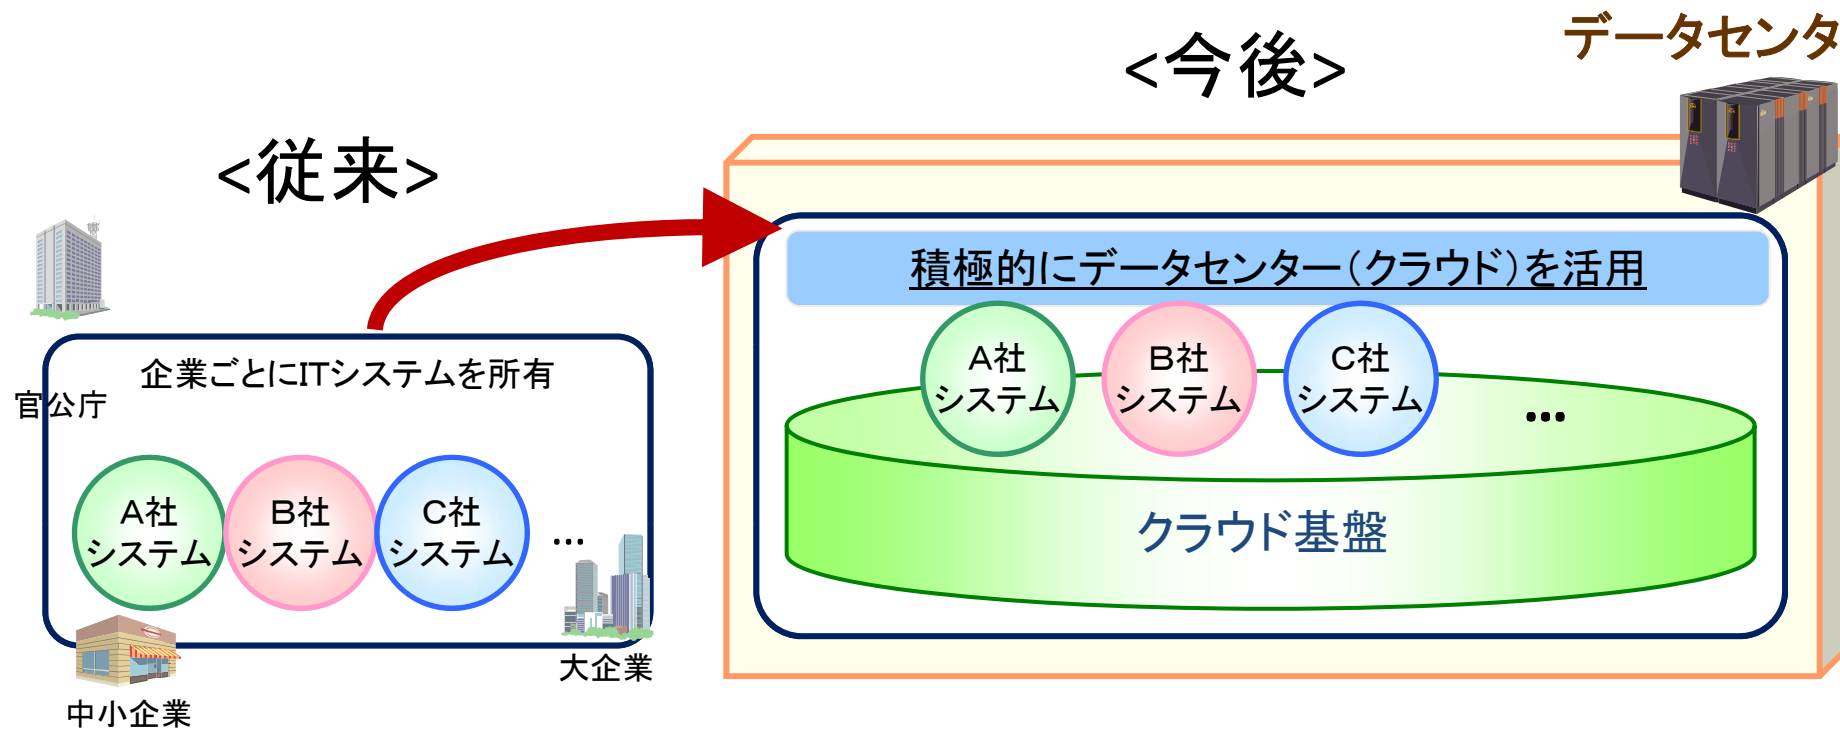 <従来>
官公庁
企業ごとにITシステムを所有
A社
システム
B社
システム
C社
システム
…
中小企業
大企業
<今後>
データセンタ
積極的にデータセンター（クラウド）を活用
A社
システム
B社
システム
C社
システム
…
クラウド基盤